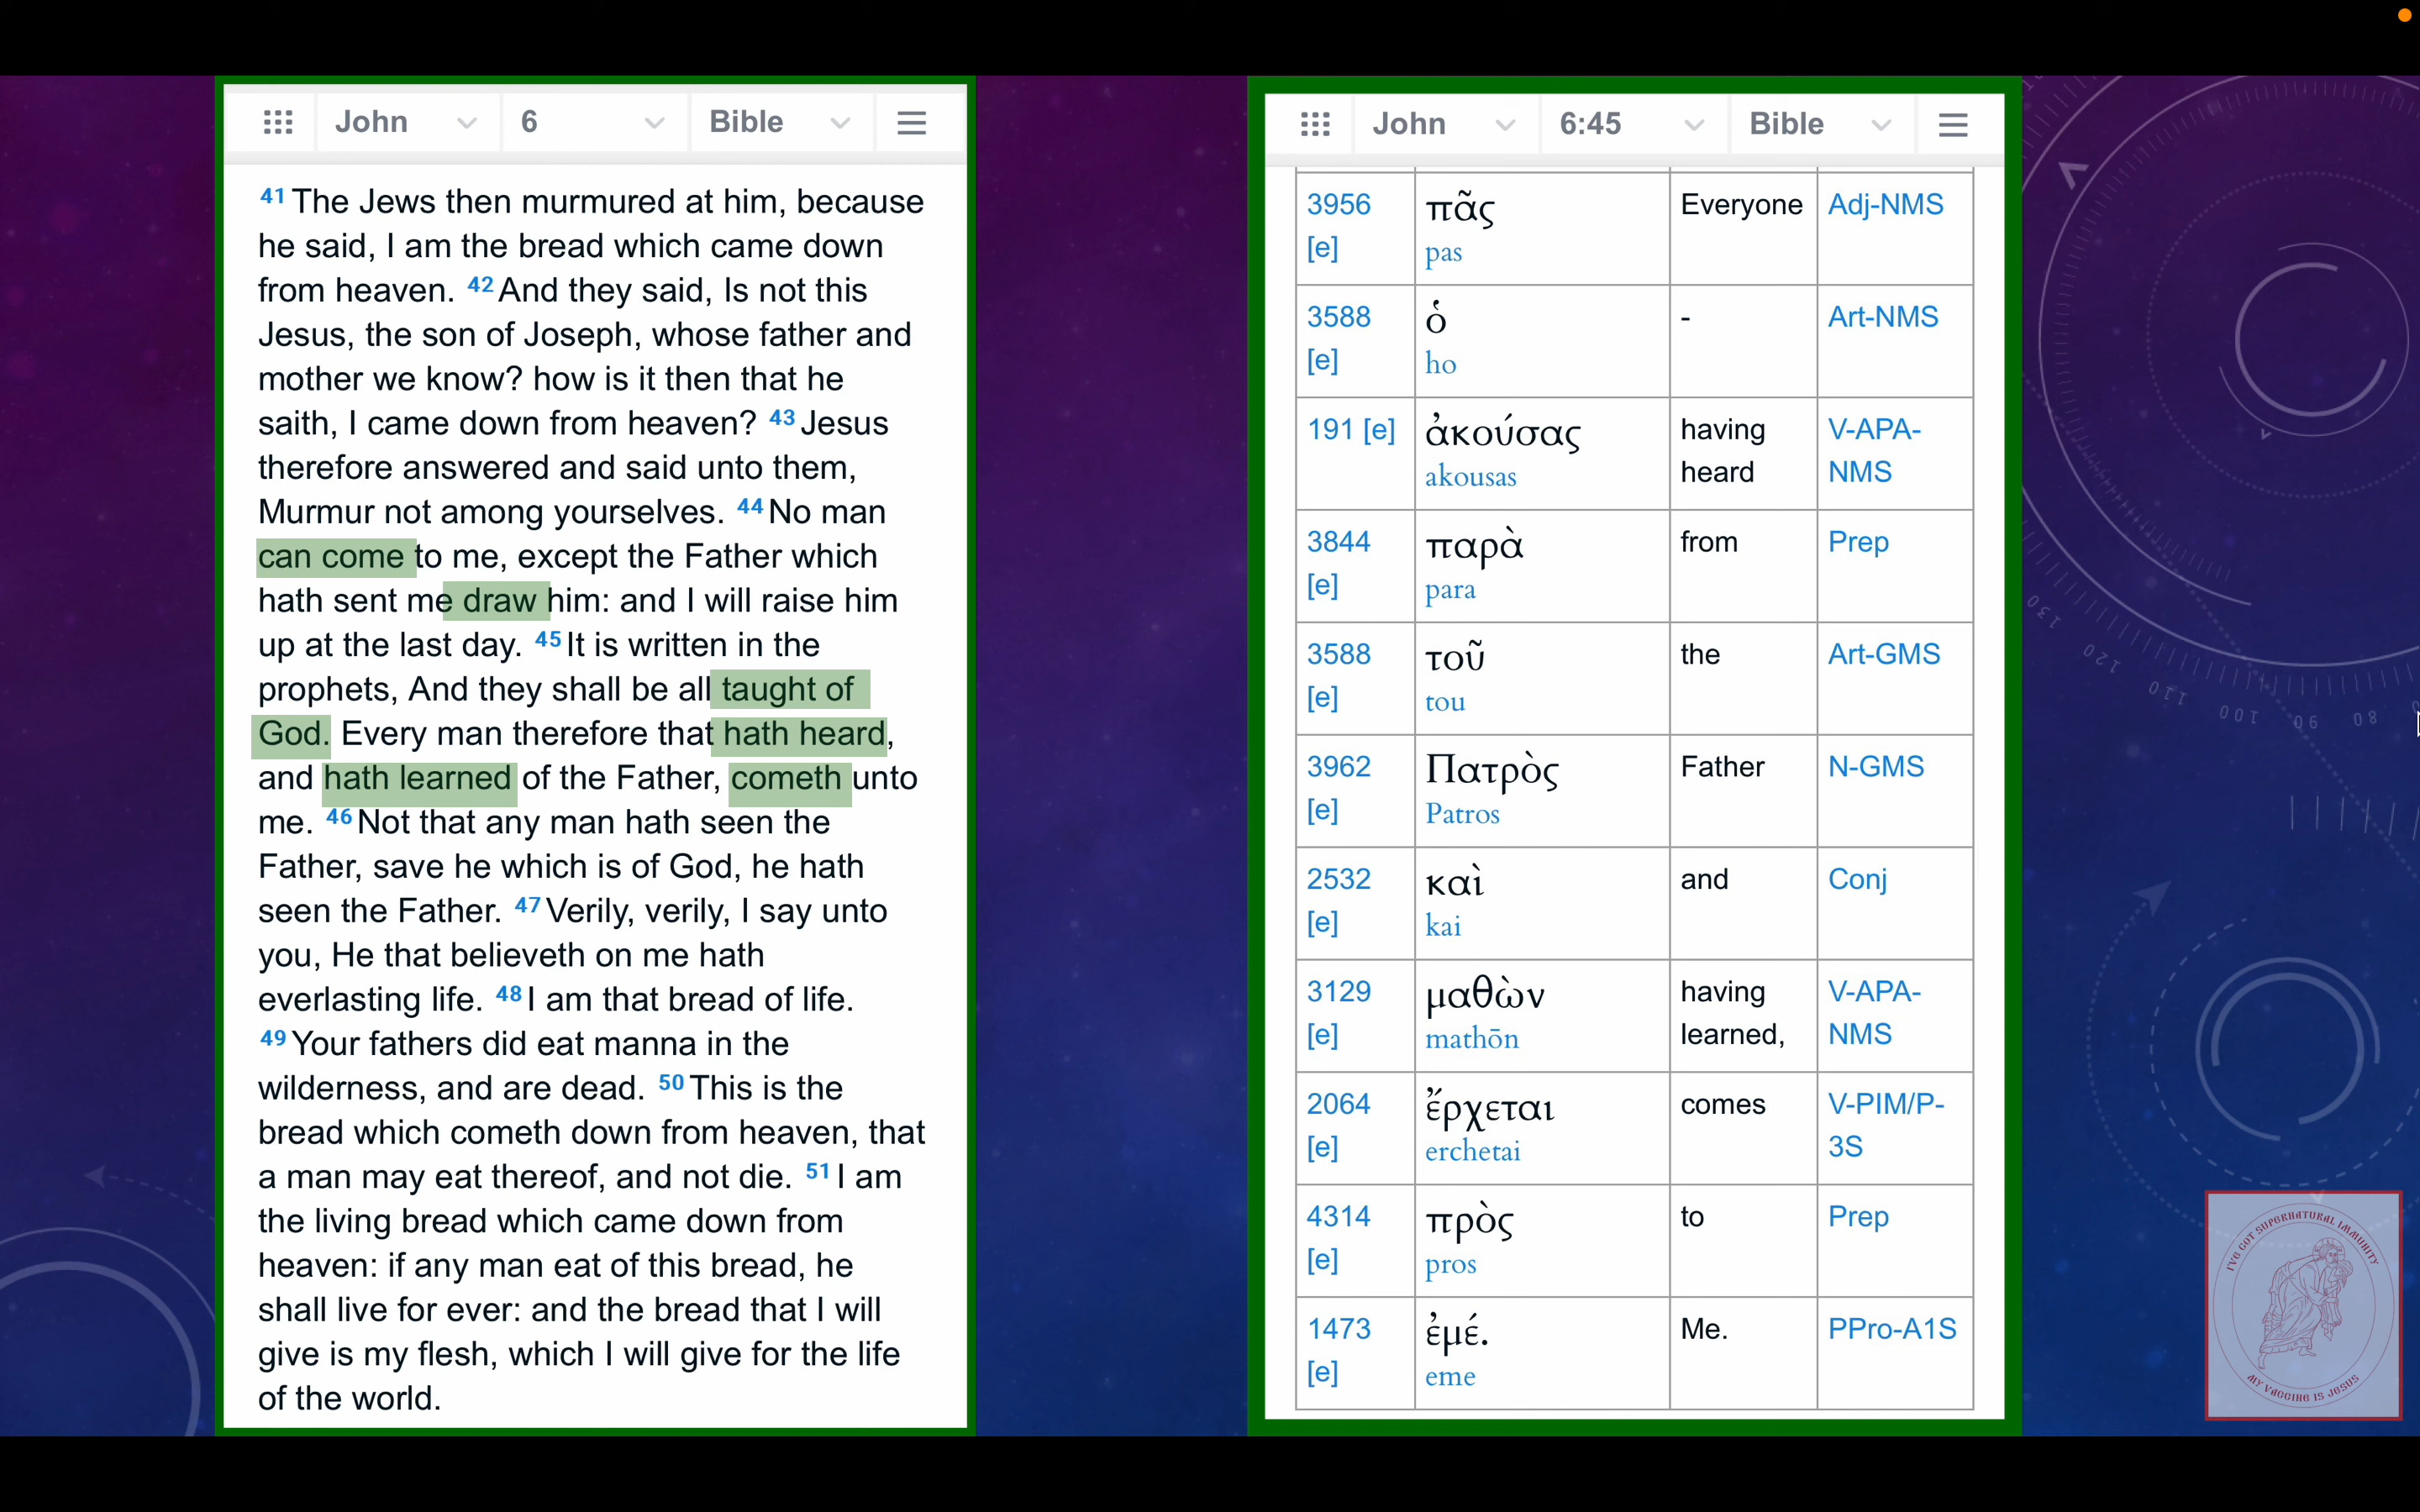 John 6 Bible
41 The Jews then murmured at him, because
he said, I am the bread which came down
from heaven. 42 And they said, Is not this
Jesus, the son of Joseph, whose father and
mother we know? how is it then that he
saith, I came down from heaven? 43 Jesus
therefore answered and said unto them,
Murmur not among yourselves. 44 No man
can come to me, except the Father which
hath sent me draw him: and I will raise him
up at the last day. 45 It is written in the
prophets, And they shall be all taught of
God. Every man therefore that hath heard,
and hath learned of the Father, cometh unto
me. 46 Not that any man hath seen the
Father, save he which is of God, he hath
seen the Father. 47 Verily, verily, I say unto
you, He that believeth on me hath
everlasting life. 48 I am that bread of life.
49 Your fathers did eat manna in the
wilderness, and are dead. 50 This is the
bread which cometh down from heaven, that
a man may eat thereof, and not die. 51 I am
the living bread which came down from
heaven: if any man eat of this bread, he
shall live for ever: and the bread that I will
give is my flesh, which I will give for the life
of the world.
John 6:45 Bible
3956 πᾶς Everyone Adj-NMS
[e] pas
3588 ὁ - Art-NMS
[e] ho
191 [e] ἀκούσας having V-APA-
akousas heard NMS
3844 παρὰ from Prep
[e] para
3588 τοῦ the Art-GMS
[e] tou
3962 Πατρὸς Father N-GMS
[e] Patros
2532 καὶ and Conj
[e] kai
3129 μαθὼν having V-APA-
[e] mathōn learned, NMS
2064 ἔρχεται comes V-PIM/P-
[e] erchetai 3S
4314 πρὸς to Prep
[e] pros
1473 ἐμέ. Me. PPro-A1S
[e] eme
130 120 110 100 90 80
I'VE GOT SUPERNATURAL IMMUNITY
MY VACCINE IS JESUS